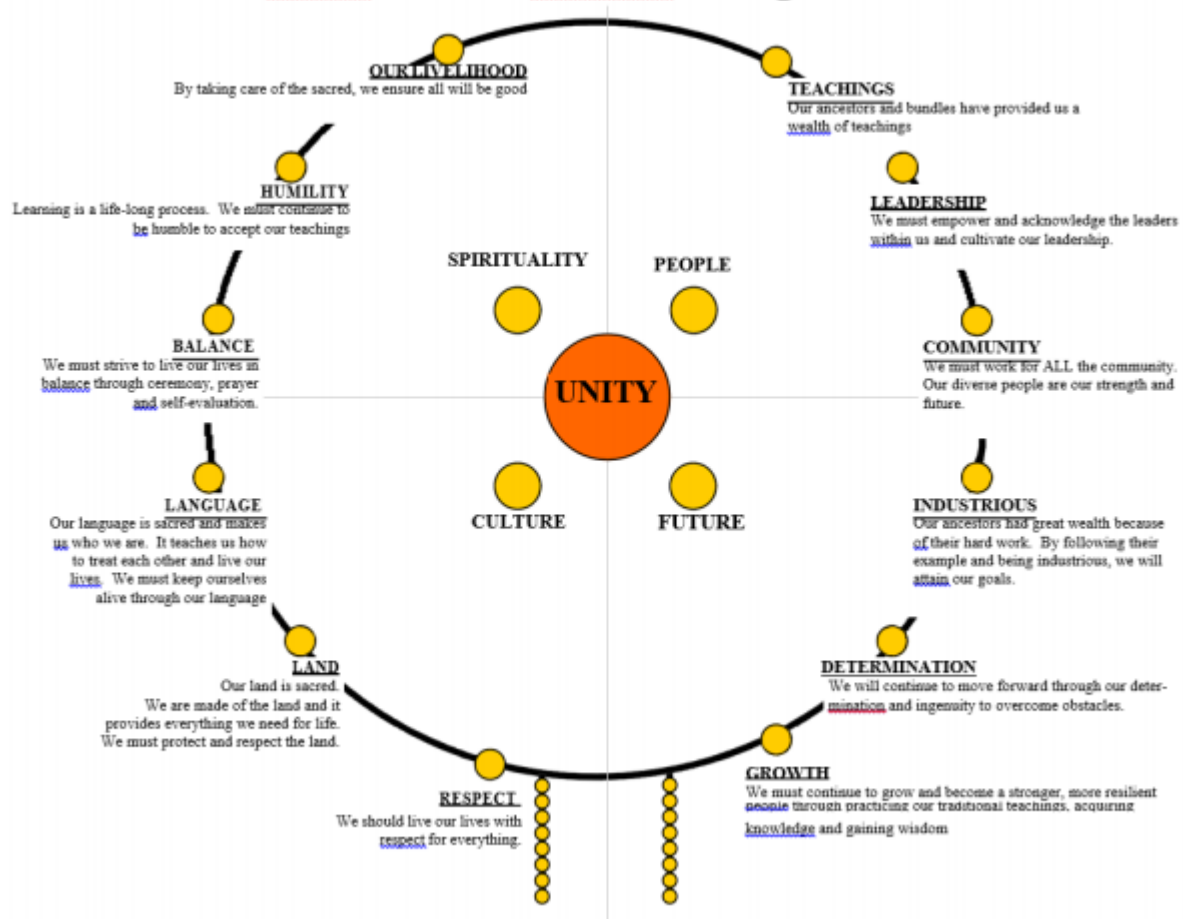 OUR LIVELIHOOD
By taking care of the sacred, we ensure all will be good
TEACHINGS
Our ancestors and bundles have provided us a
wealth of teachings
HUMILITY
Learning is a life-long process. We must continue to
be humble to accept our teachings
LEADERSHIP
We must empower and acknowledge the leaders
within us and cultivate our leadership.
SPIRITUALITY
PEOPLE
BALANCE
We must strive to live our lives in
balance through ceremony, prayer
and self-evaluation.
COMMUNITY
We must work for ALL the community.
Our diverse people are our strength and
future.
UNITY
LANGUAGE
Our language is sacred and makes
us who we are. It teaches us how
to treat each other and live our
lives. We must keep ourselves
alive through our language
CULTURE
FUTURE
INDUSTRIOUS
Our ancestors had great wealth because
of their hard work. By following their
example and being industrious, we will
attain our goals.
LAND
Our land is sacred.
We are made of the land and it
provides everything we need for life.
We must protect and respect the land.
DETERMINATION
We will continue to move forward through our deter-
mination and ingenuity to overcome obstacles.
RESPECT
We should live our lives with
respect for everything.
GROWTH
We must continue to grow and become a stronger, more resilient
people through practicing our traditional teachings, acquiring
knowledge and gaining wisdom